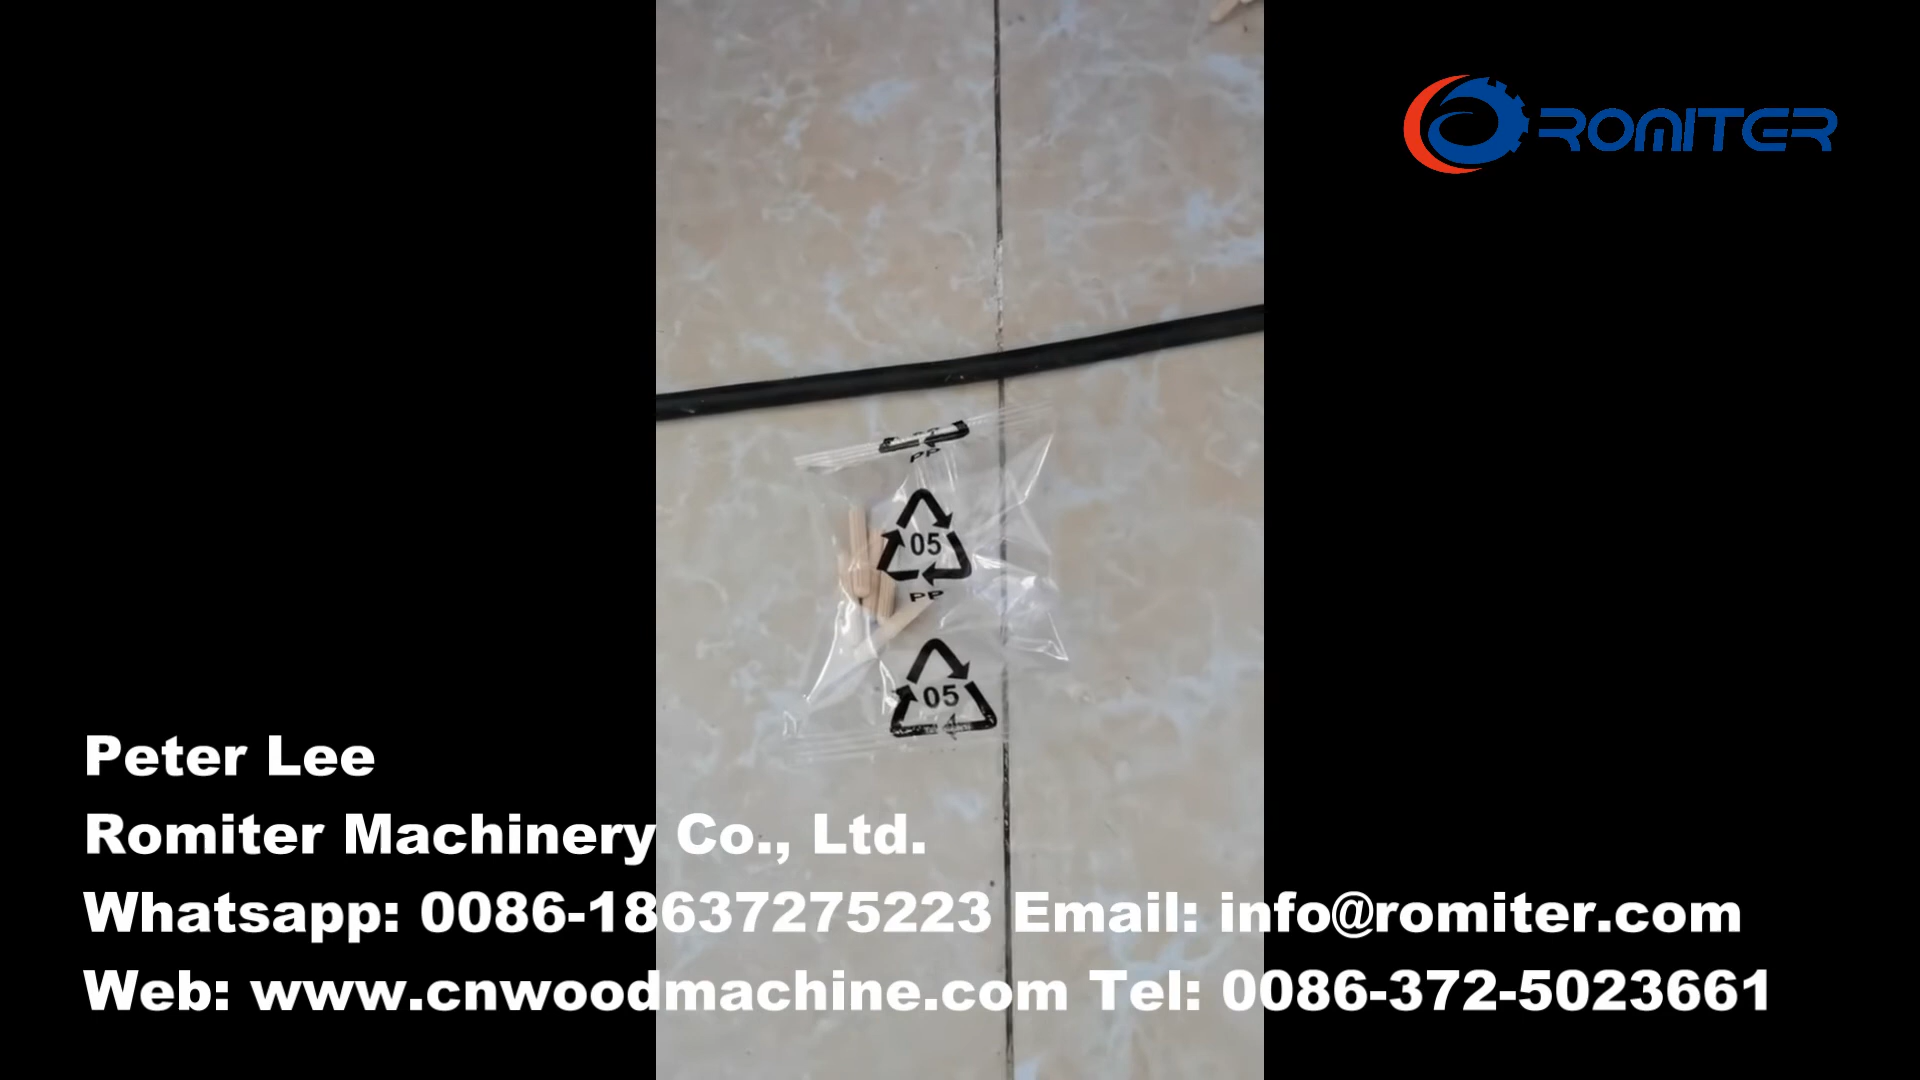 ROMITER
PP
05
PP
05
Peter Lee
Romiter Machinery Co., Ltd.
Whatsapp: 0086-18637275223 Email: info@romiter.com
Web: www.cnwoodmachine.com Tel: 0086-372-5023661